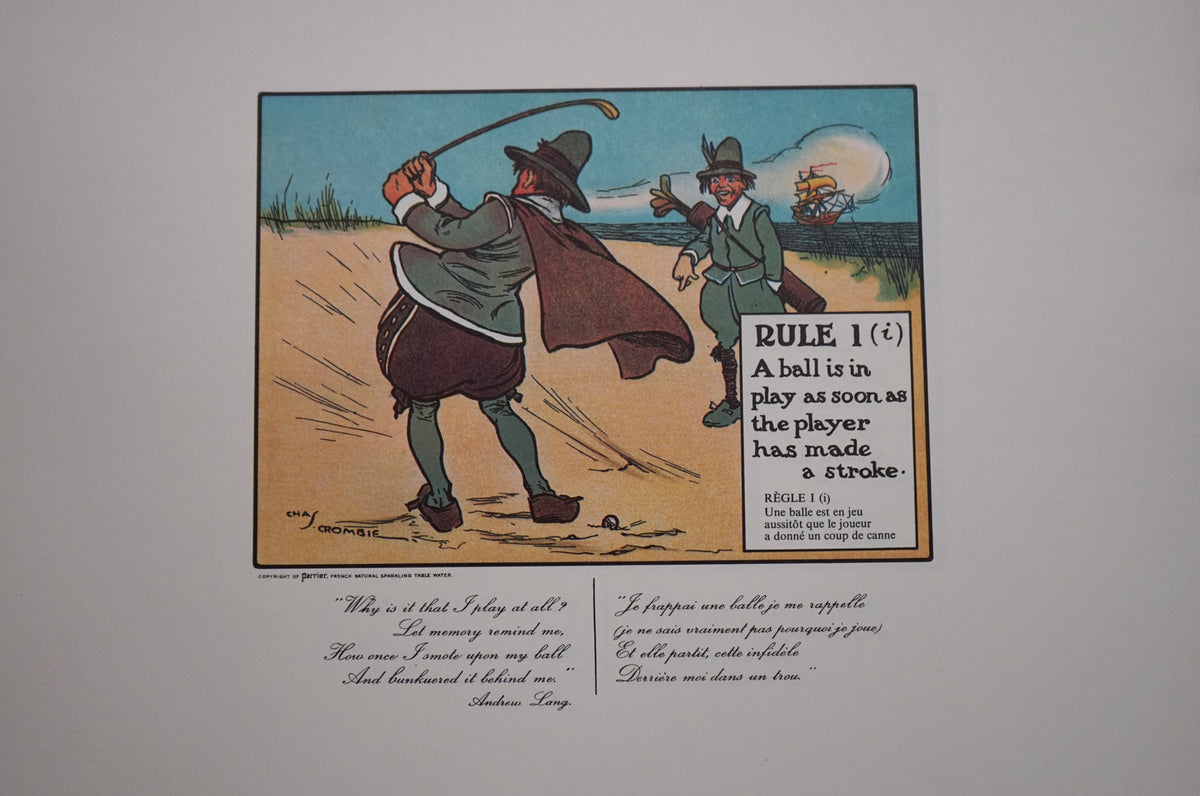 RULE 1 (i)
A ball is in
play as soon as
the player
has made
a stroke.
RÈGLE I (i)
Une balle est en jeu
aussitôt que le joueur
a donné un coup de canne
CHAS
CROMBIE
COPYRIGHT OF perrier, FRENCH NATURAL SPARKLING TABLE WATER.
"Why is it that I play at all?
Let memory remind me,
How once I smote upon my ball
And bunkuered it behind me."
Andrew Lang.
"Je frappai une balle je me rappelle
(je ne sais vraiment pas pourquoi je joue)
Et elle partit, cette infidèle
Derrière moi dans un trou."